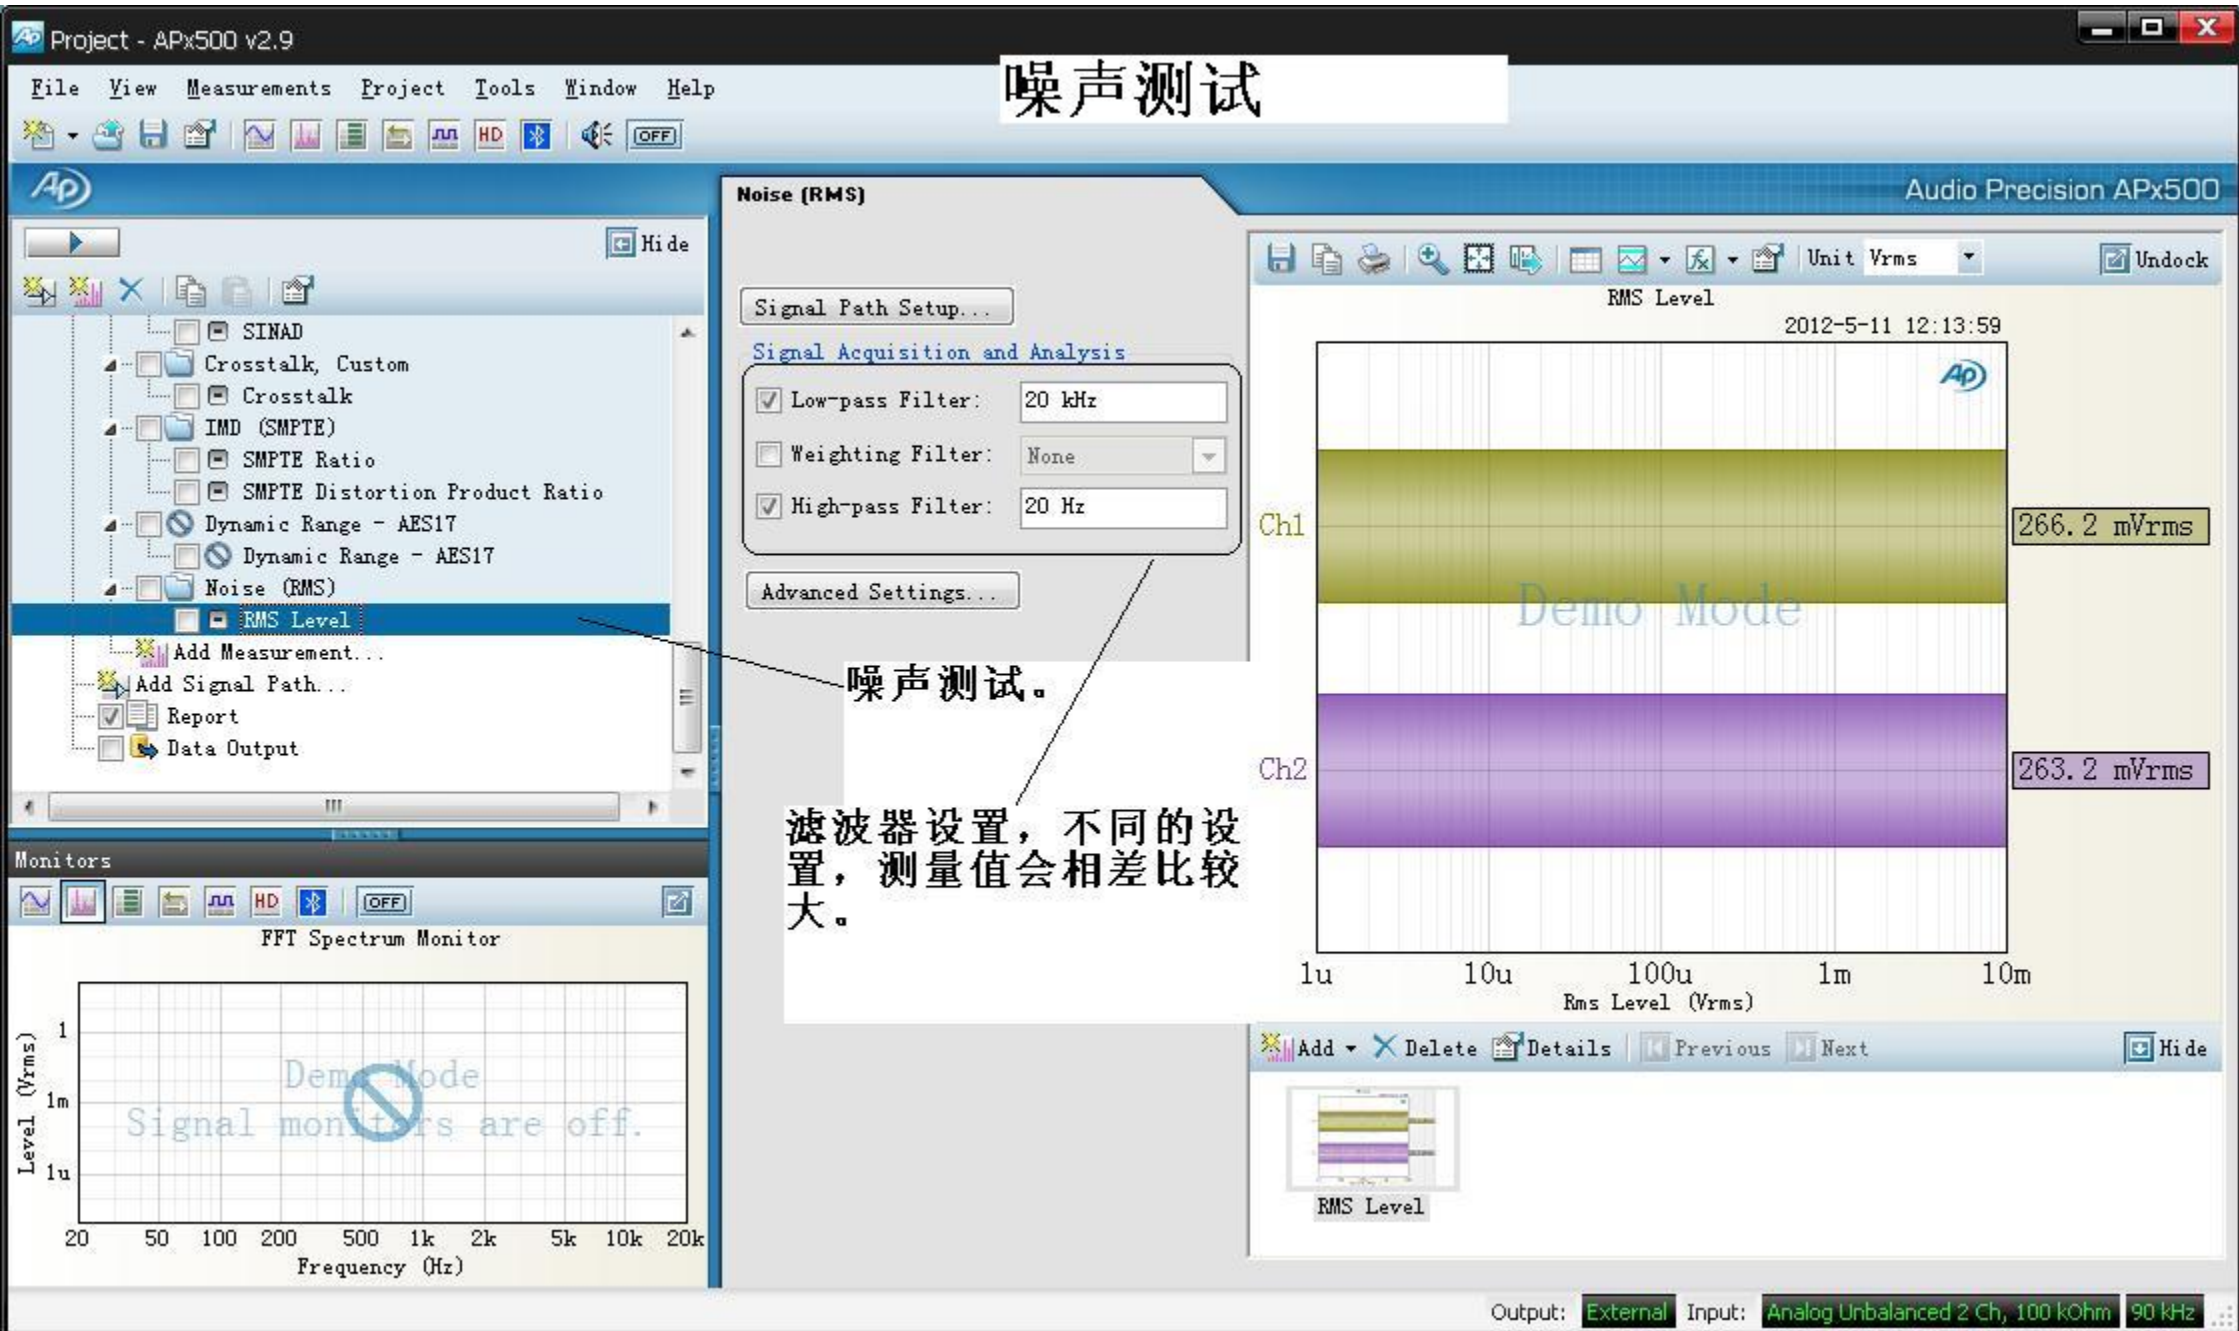 Project - APx500 v2.9
File View Measurements Project Tools Window Help
噪声测试
HD
OFF
AP
Audio Precision APx500
Noise (RMS)
Hide
SINAD
Crosstalk, Custom
Crosstalk
IMD (SMPTE)
SMPTE Ratio
SMPTE Distortion Product Ratio
Dynamic Range - AES17
Dynamic Range - AES17
Noise (RMS)
RMS Level
Add Measurement...
Add Signal Path...
Report
Data Output
Signal Path Setup...
Signal Acquisition and Analysis
Low-pass Filter: 20 kHz
Weighting Filter: None
High-pass Filter: 20 Hz
Advanced Settings...
噪声测试。
滤波器设置，不同的设
置，测量值会相差比较
大。
Unit Vrms Undock
RMS Level
2012-5-11 12:13:59
AP
Ch1 266.2 mVrms
Demo Mode
Ch2 263.2 mVrms
1u 10u 100u 1m 10m
Rms Level (Vrms)
Add Delete Details Previous Next Hide
RMS Level
Monitors
HD OFF
FFT Spectrum Monitor
Level (Vrms)
1
1m
1u
Demo Mode
Signal monitors are off.
20 50 100 200 500 1k 2k 5k 10k 20k
Frequency (Hz)
Output: External Input: Analog Unbalanced 2 Ch, 100 kOhm 90 kHz